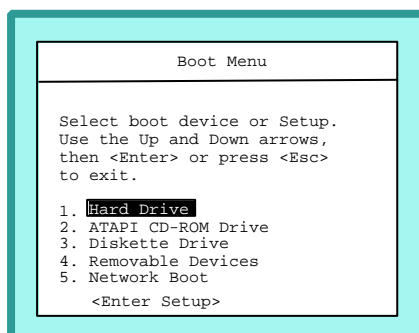 Boot Menu
Select boot device or Setup.
Use the Up and Down arrows,
then <Enter> or press <Esc>
to exit.
1. Hard Drive
2. ATAPI CD-ROM Drive
3. Diskette Drive
4. Removable Devices
5. Network Boot
<Enter Setup>